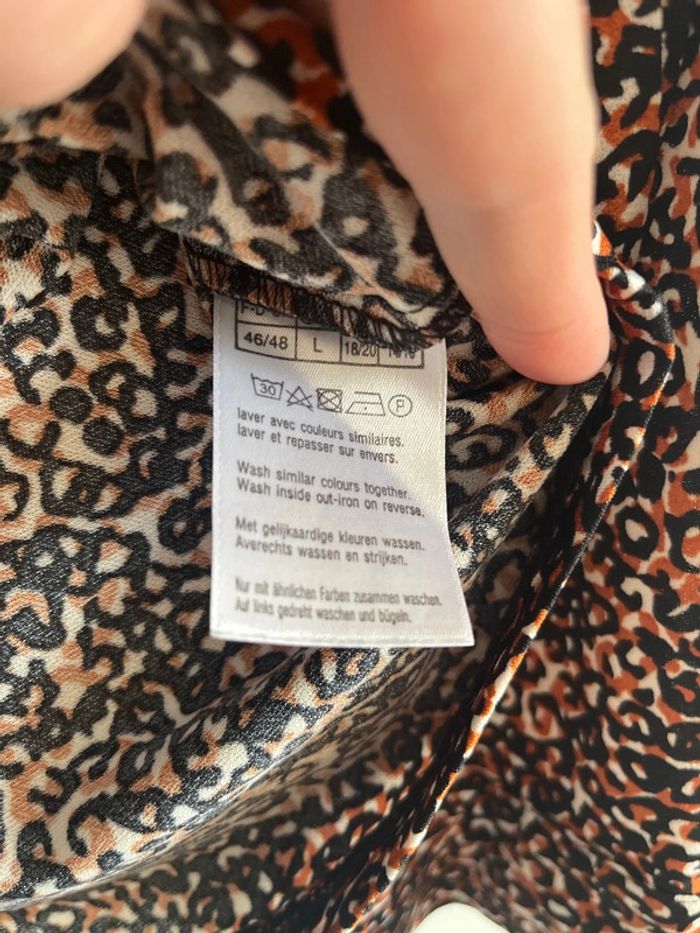 46/48 L 18/20
30 P
laver avec couleurs similaires.
laver et repasser sur envers.
Wash similar colours together.
Wash inside out-iron on reverse.
Met gelijkaardige kleuren wassen.
Averechts wassen en strijken.
Nur mit ähnlichen Farben zusammen waschen.
Auf links gedreht waschen und bügeln.